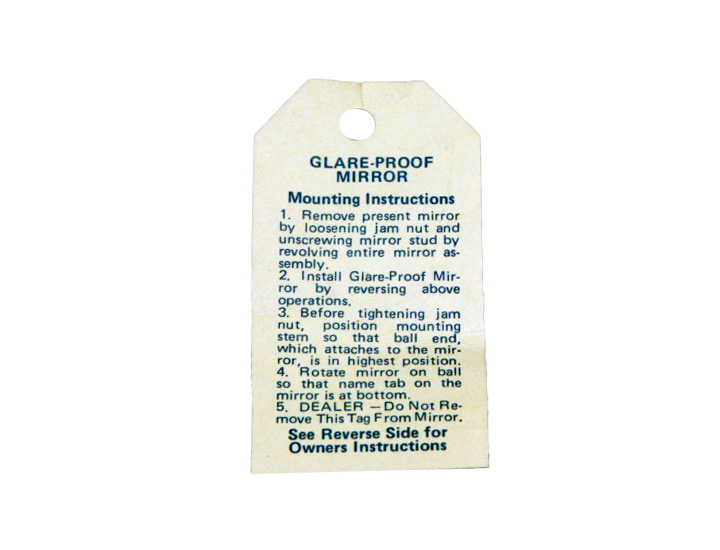 GLARE-PROOF
MIRROR
Mounting Instructions
1. Remove present mirror
by loosening jam nut and
unscrewing mirror stud by
revolving entire mirror as-
sembly.
2. Install Glare-Proof Mir-
ror by reversing above
operations.
3. Before tightening jam
nut, position mounting
stem so that ball end,
which attaches to the mir-
ror, is in highest position.
4. Rotate mirror on ball
so that name tab on the
mirror is at bottom.
5. DEALER — Do Not Re-
move This Tag From Mirror.
See Reverse Side for
Owners Instructions